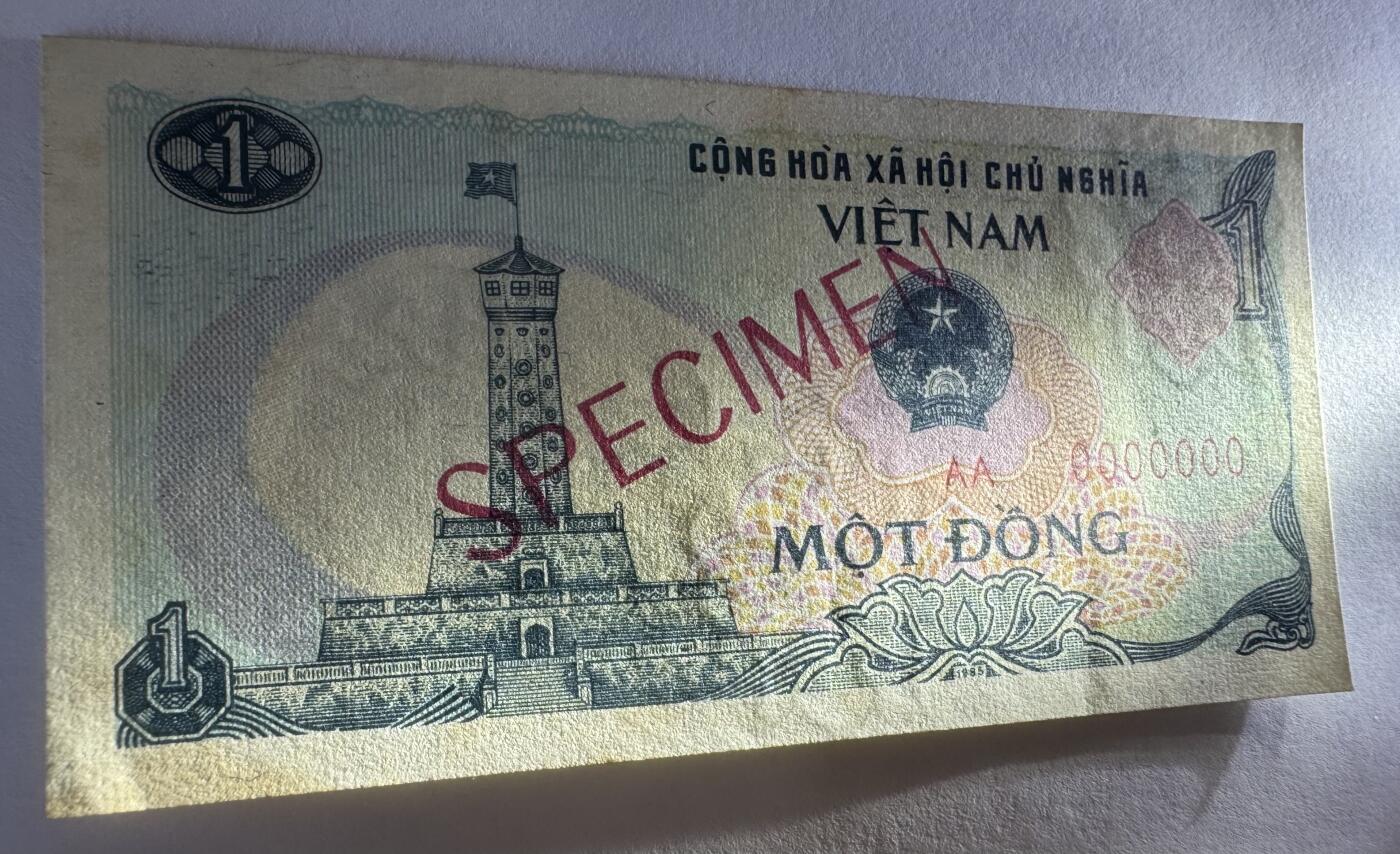 1
CỘNG HÒA XÃ HỘI CHỦ NGHĨA
VIỆT NAM
1
SPECIMEN
VIỆT NAM
AA 0000000
MỘT ĐỒNG
1
1985